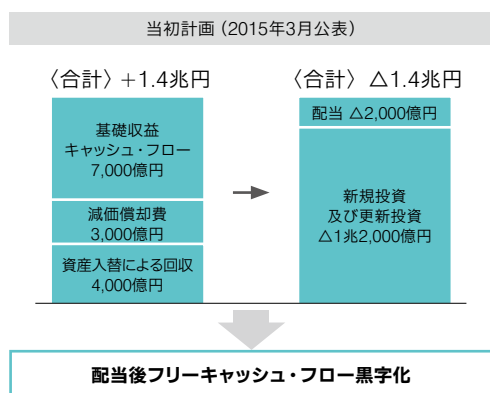 当初計画（2015年3月公表）
〈合計〉＋1.4兆円
基礎収益
キャッシュ・フロー
7,000億円
減価償却費
3,000億円
資産入替による回収
4,000億円
〈合計〉△1.4兆円
配当 △2,000億円
新規投資
及び更新投資
△1兆2,000億円
配当後フリーキャッシュ・フロー黒字化